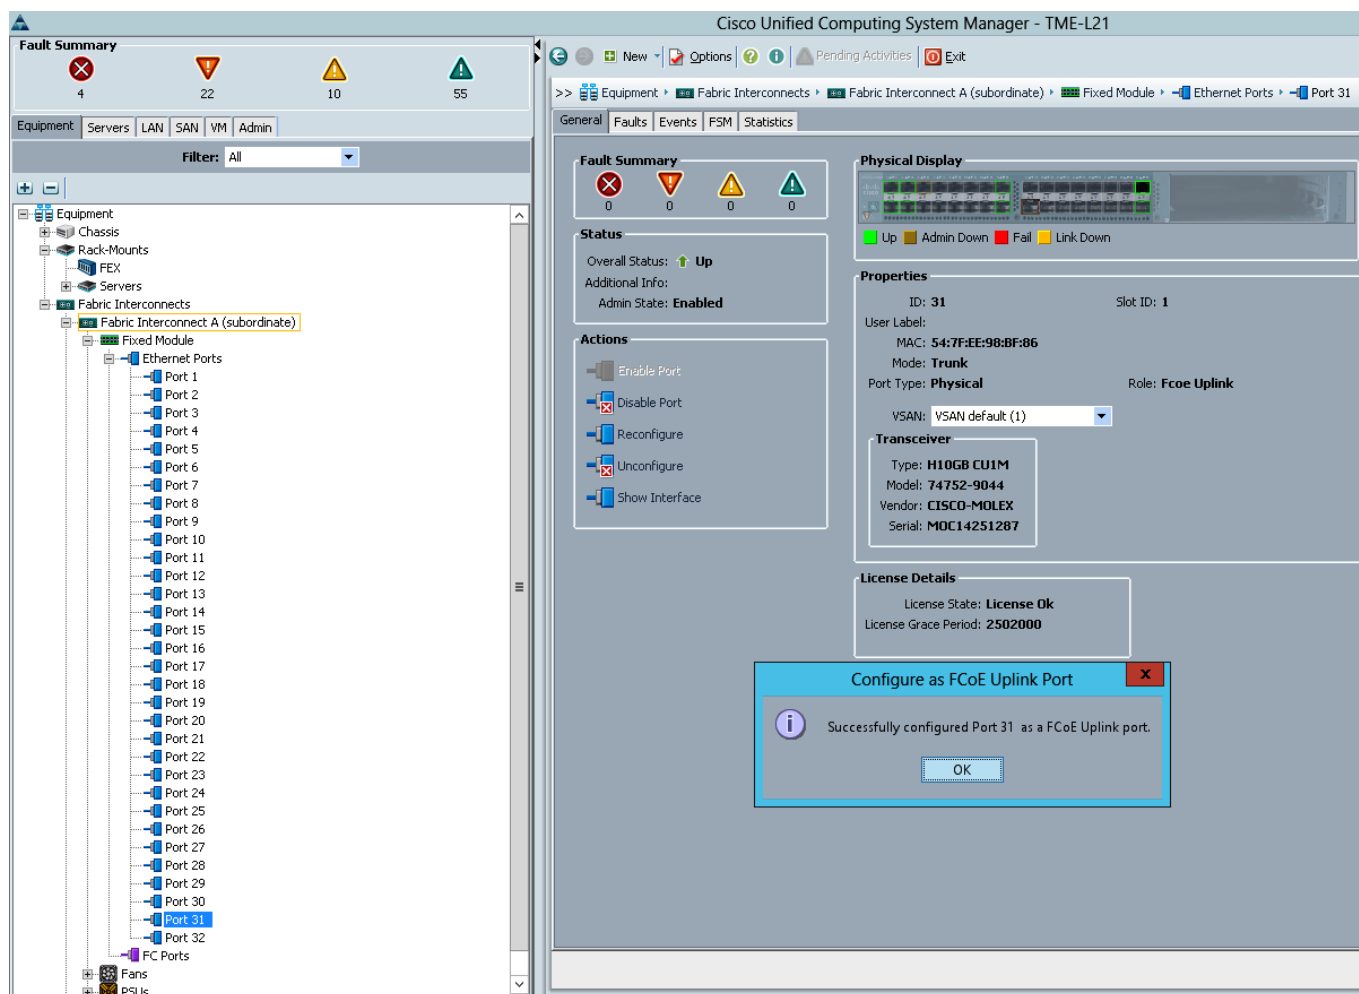 Cisco Unified Computing System Manager - TME-L21
Fault Summary
4 22 10 55
Equipment Servers LAN SAN VM Admin
Filter: All
Equipment
Chassis
Rack-Mounts
FEX
Servers
Fabric Interconnects
Fabric Interconnect A (subordinate)
Fixed Module
Ethernet Ports
Port 1
Port 2
Port 3
Port 4
Port 5
Port 6
Port 7
Port 8
Port 9
Port 10
Port 11
Port 12
Port 13
Port 14
Port 15
Port 16
Port 17
Port 18
Port 19
Port 20
Port 21
Port 22
Port 23
Port 24
Port 25
Port 26
Port 27
Port 28
Port 29
Port 30
Port 31
Port 32
FC Ports
Fans
PSUs
New Options Pending Activities Exit
>> Equipment Fabric Interconnects Fabric Interconnect A (subordinate) Fixed Module Ethernet Ports Port 31
General Faults Events FSM Statistics
Fault Summary
0 0 0 0
Status
Overall Status: Up
Additional Info:
Admin State: Enabled
Actions
Enable Port
Disable Port
Reconfigure
Unconfigure
Show Interface
Physical Display
Up Admin Down Fail Link Down
Properties
ID: 31 Slot ID: 1
User Label:
MAC: 54:7F:EE:98:BF:86
Mode: Trunk
Port Type: Physical Role: Fcoe Uplink
VSAN: VSAN default (1)
Transceiver
Type: H10GB CU1M
Model: 74752-9044
Vendor: CISCO-MOLEX
Serial: MOC14251287
License Details
License State: License Ok
License Grace Period: 2502000
Configure as FCoE Uplink Port
x
Successfully configured Port 31 as a FCoE Uplink port.
OK